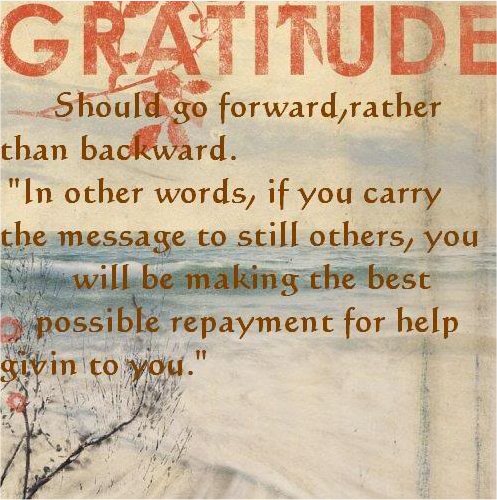 GRATITUDE
Should go forward,rather
than backward.
"In other words, if you carry
the message to still others, you
will be making the best
possible repayment for help
givin to you."